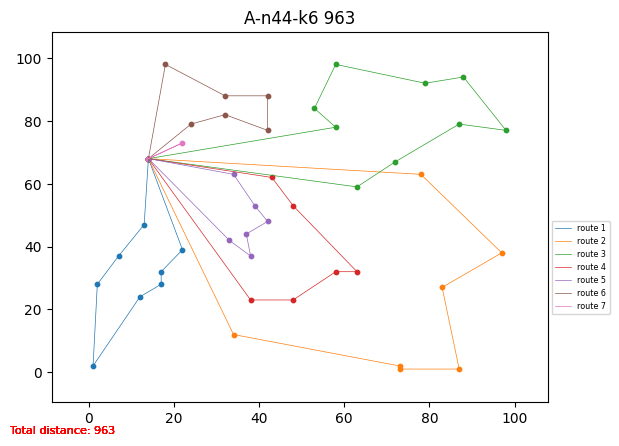 A-n44-k6 963
100
80
60
40
20
0
0 20 40 60 80 100
route 1
route 2
route 3
route 4
route 5
route 6
route 7
Total distance: 963